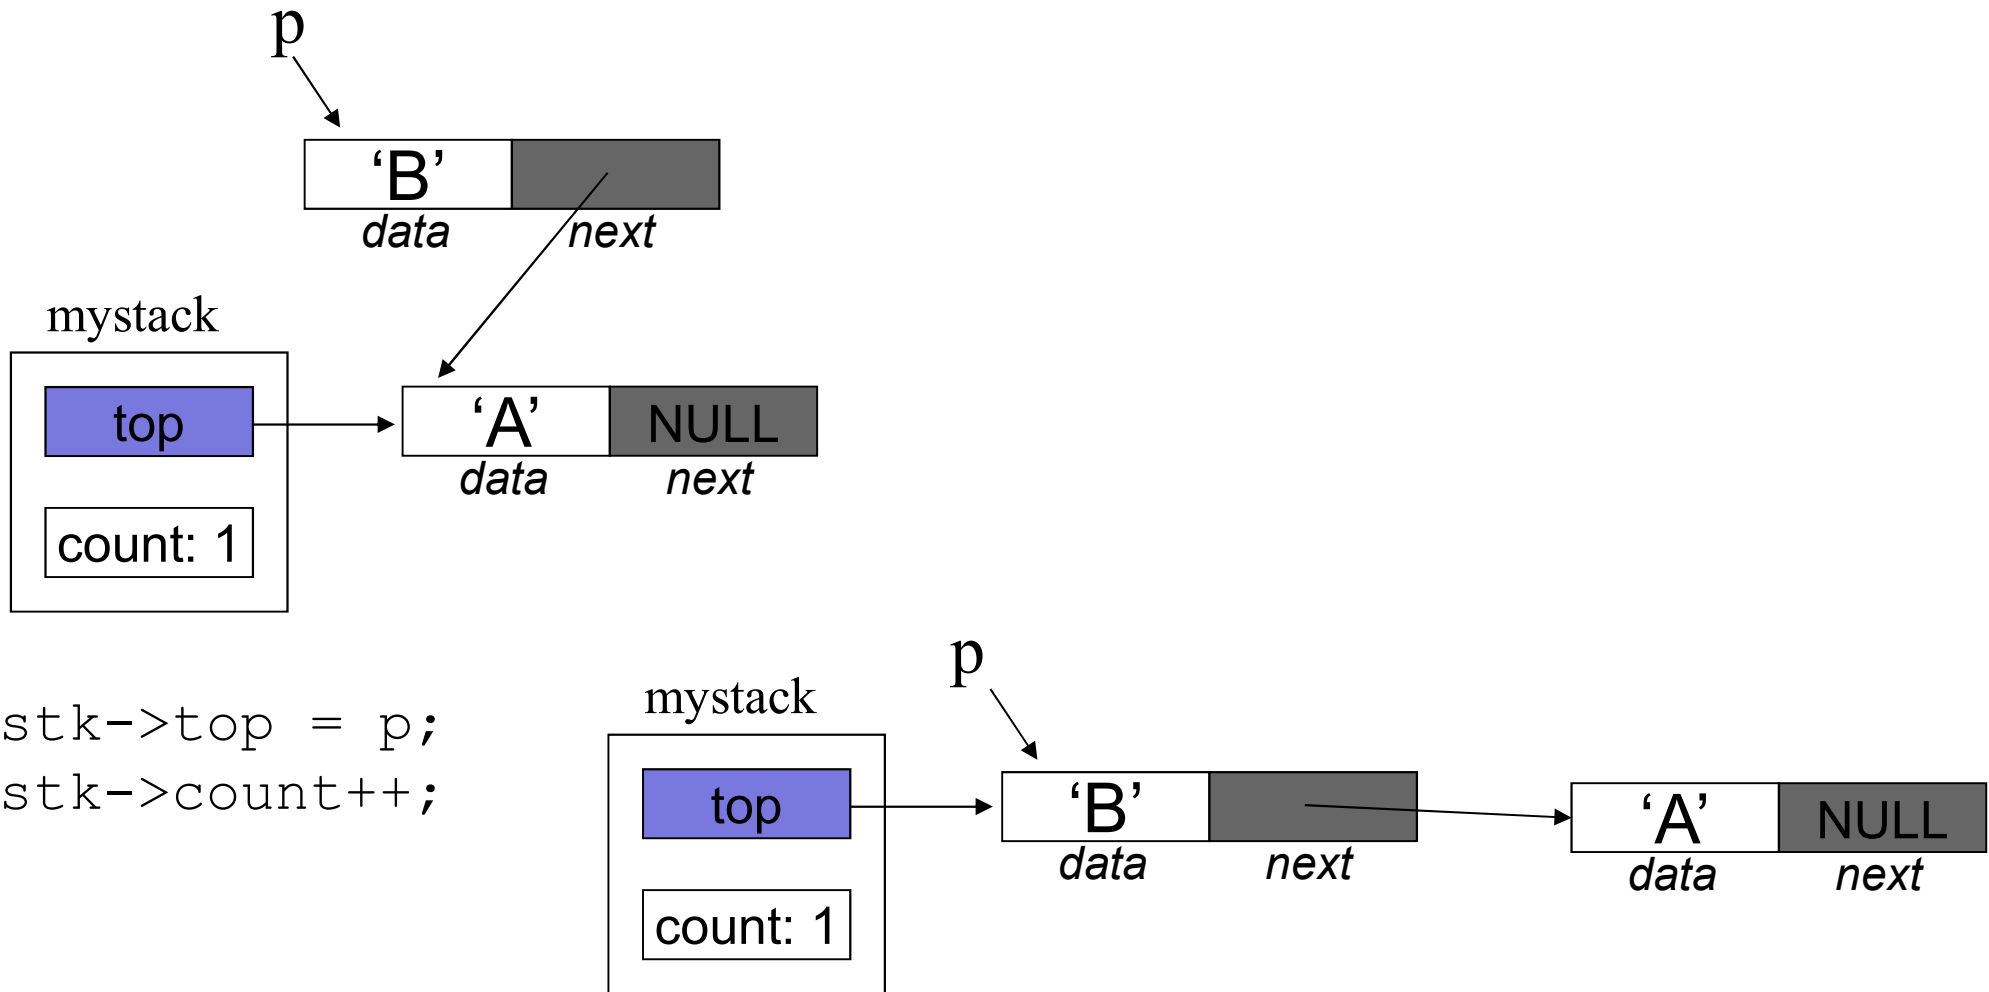 p
‘B’
data next
mystack
top
‘A’ NULL
data next
count: 1
stk->top = p;
stk->count++;
p
mystack
top
‘B’
‘A’ NULL
data next
data next
count: 1